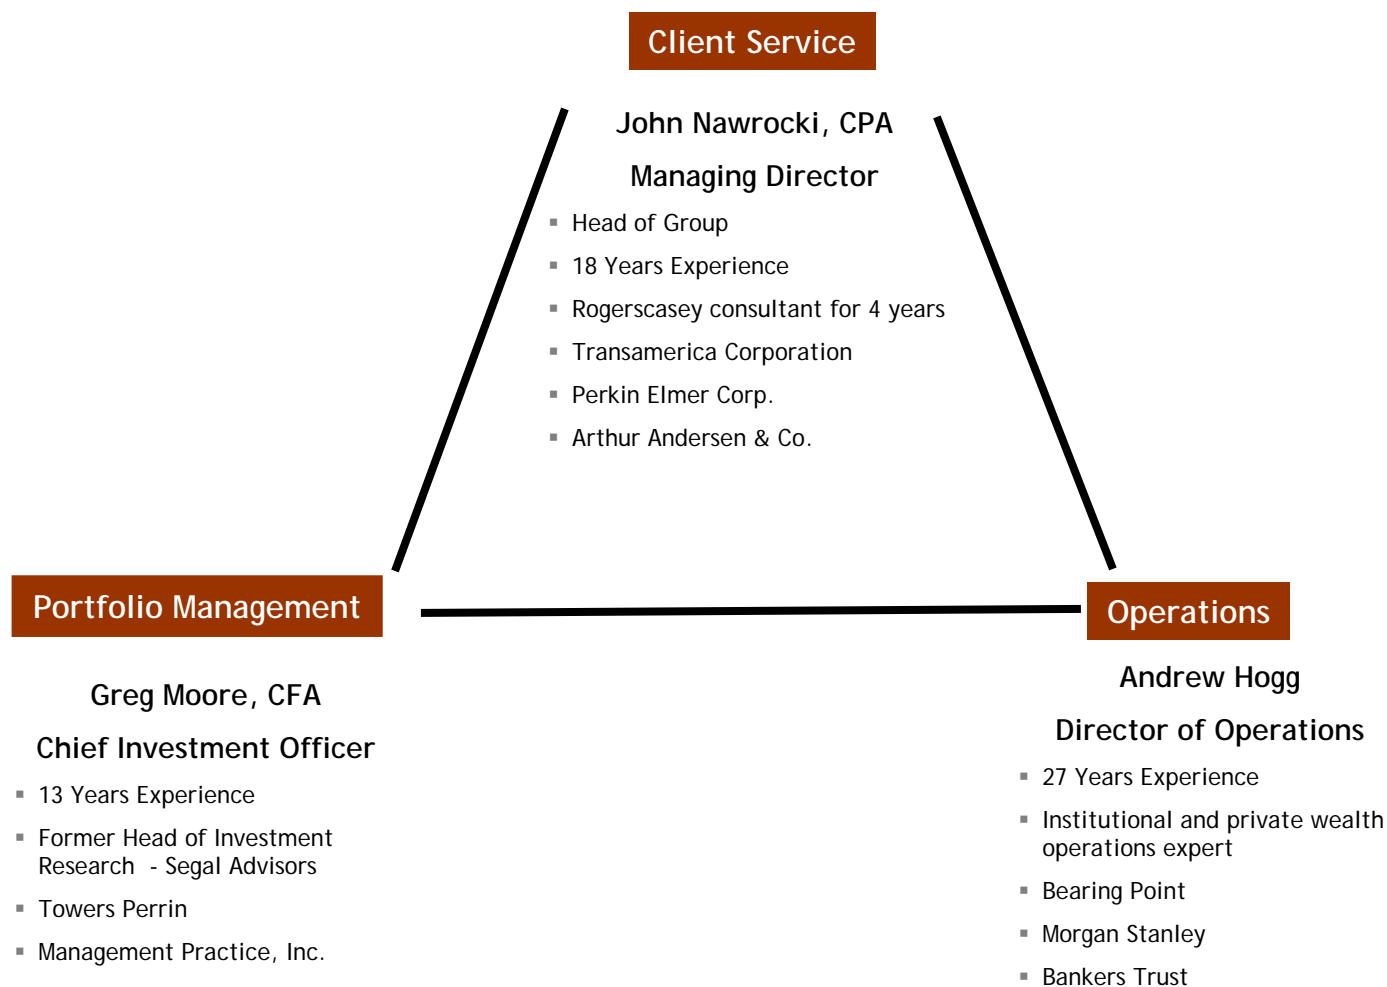 Client Service
John Nawrocki, CPA
Managing Director
▪ Head of Group
▪ 18 Years Experience
▪ Rogerscasey consultant for 4 years
▪ Transamerica Corporation
▪ Perkin Elmer Corp.
▪ Arthur Andersen & Co.
Portfolio Management
Greg Moore, CFA
Chief Investment Officer
▪ 13 Years Experience
▪ Former Head of Investment
Research - Segal Advisors
▪ Towers Perrin
▪ Management Practice, Inc.
Operations
Andrew Hogg
Director of Operations
▪ 27 Years Experience
▪ Institutional and private wealth
operations expert
▪ Bearing Point
▪ Morgan Stanley
▪ Bankers Trust